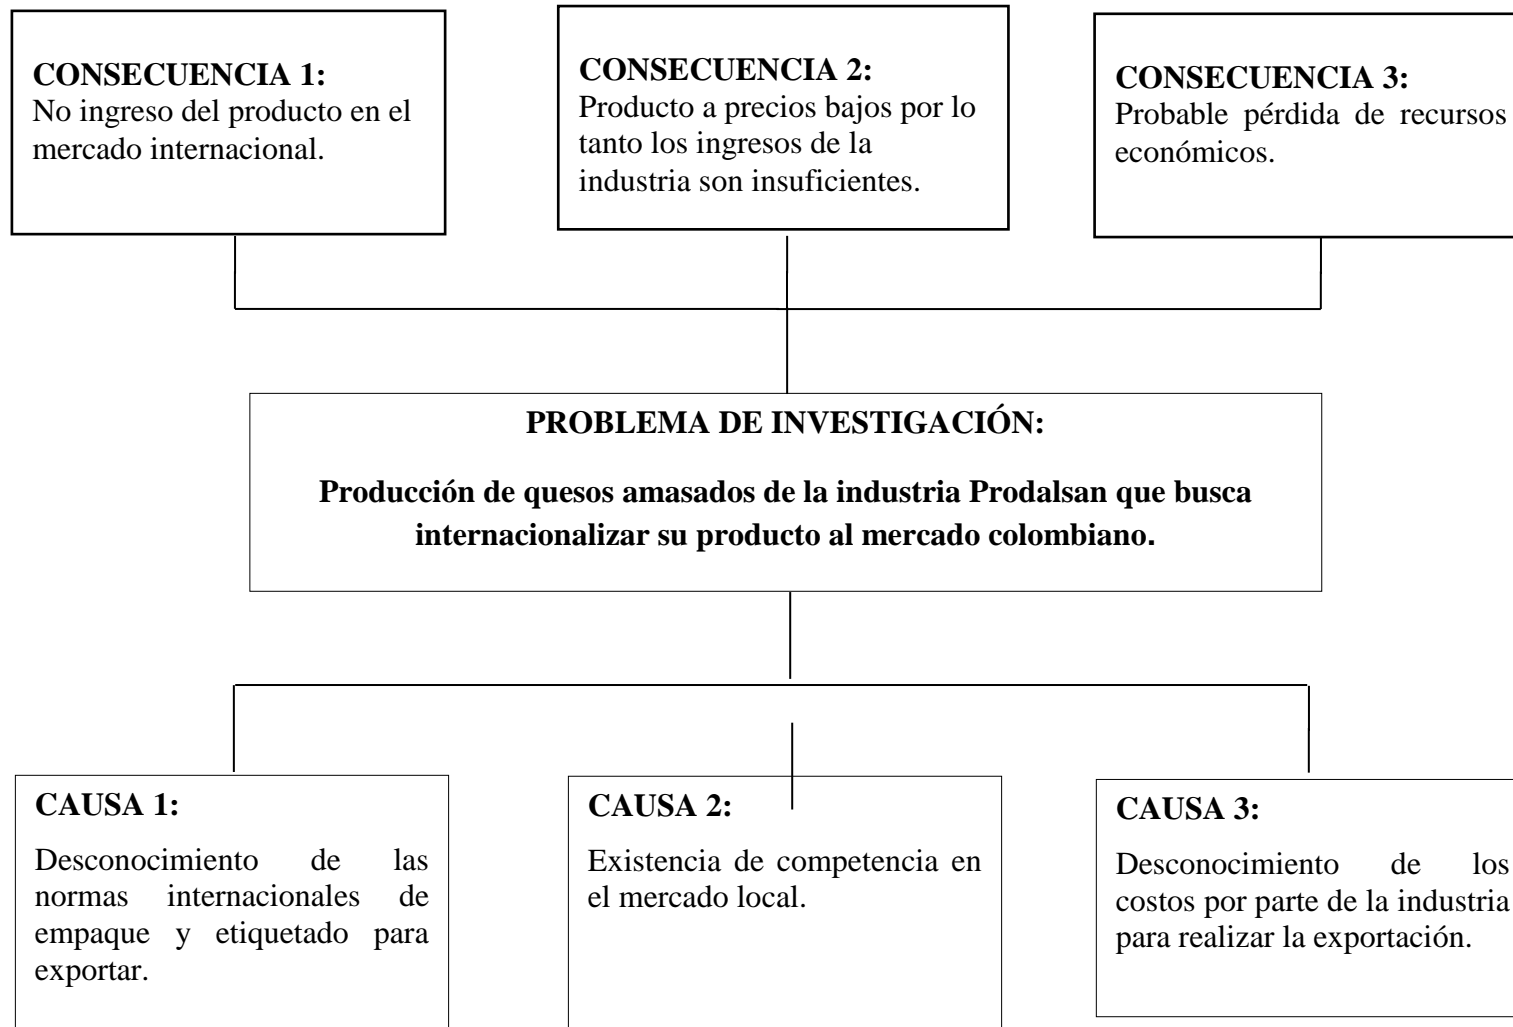 CONSECUENCIA 1:
No ingreso del producto en el
mercado internacional.
CONSECUENCIA 2:
Producto a precios bajos por lo
tanto los ingresos de la
industria son insuficientes.
CONSECUENCIA 3:
Probable pérdida de recursos
económicos.
PROBLEMA DE INVESTIGACIÓN:
Producción de quesos amasados de la industria Prodalsan que busca
internacionalizar su producto al mercado colombiano.
CAUSA 1:
Desconocimiento de las
normas internacionales de
empaque y etiquetado para
exportar.
CAUSA 2:
Existencia de competencia en
el mercado local.
CAUSA 3:
Desconocimiento de los
costos por parte de la industria
para realizar la exportación.